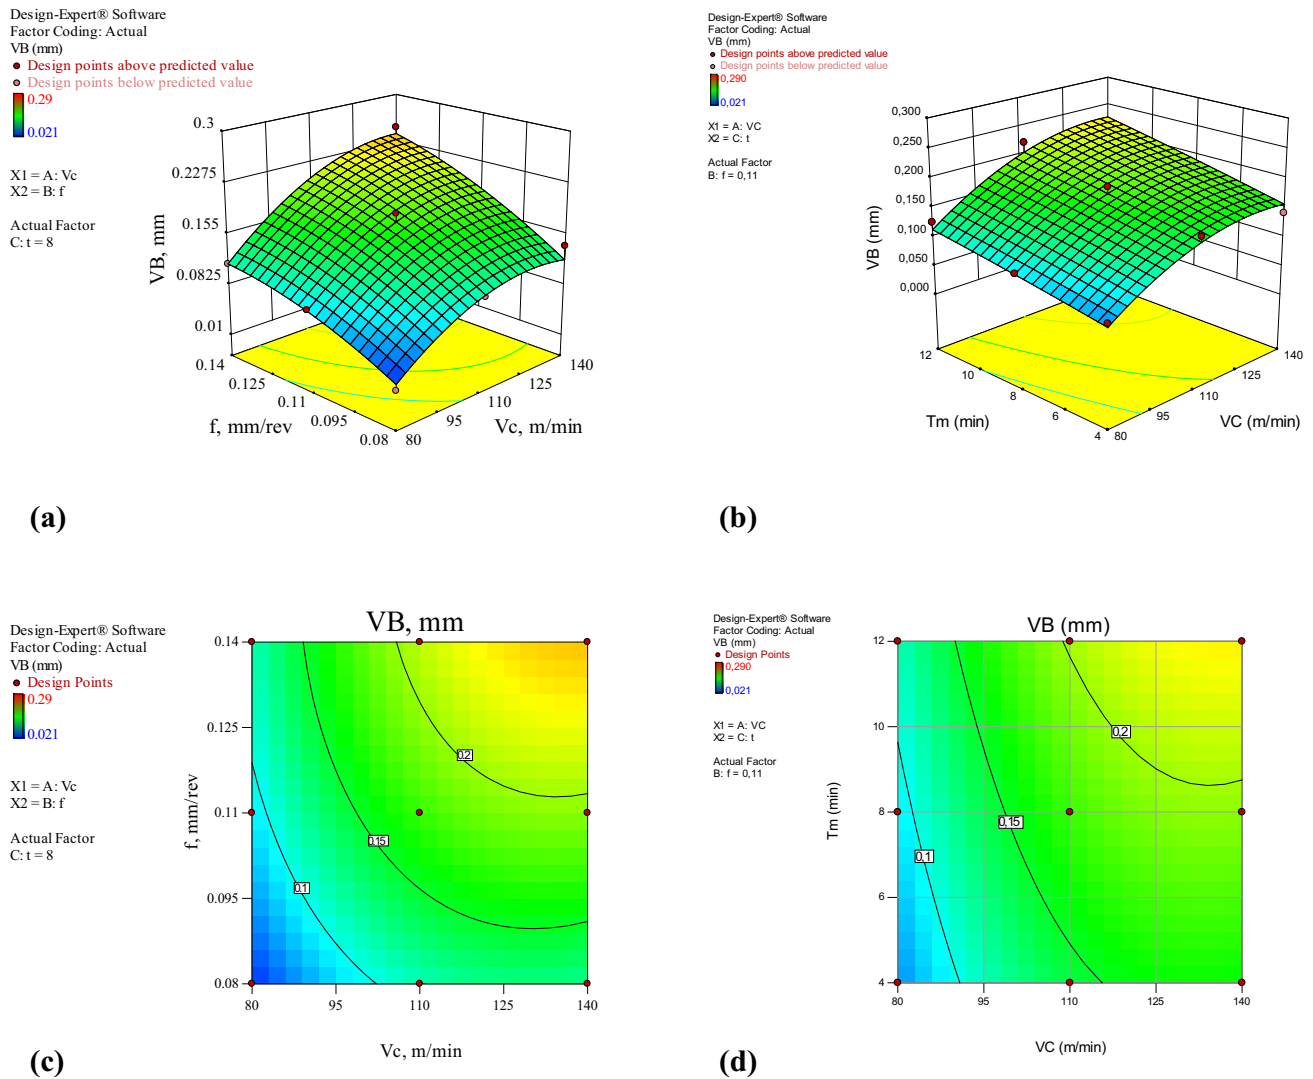 Design-Expert® Software
Factor Coding: Actual
VB (mm)
Design points above predicted value
Design points below predicted value
0.29
0.021
X1 = A: Vc
X2 = B: f
Actual Factor
C: t = 8
0.3
0.2275
0.155
0.0825
0.01
VB, mm
0.14
0.125
0.11
0.095
0.08
f, mm/rev
80
95
110
125
140
Vc, m/min
(a)
Design-Expert® Software
Factor Coding: Actual
VB (mm)
Design points above predicted value
Design points below predicted value
0,290
0,021
X1 = A: VC
X2 = C: t
Actual Factor
B: f = 0,11
0,300
0,250
0,200
0,150
0,100
0,050
0,000
VB (mm)
12
10
8
6
4
Tm (min)
80
95
110
125
140
VC (m/min)
(b)
Design-Expert® Software
Factor Coding: Actual
VB (mm)
Design Points
0.29
0.021
X1 = A: Vc
X2 = B: f
Actual Factor
C: t = 8
VB, mm
0.14
0.125
0.11
0.095
0.08
f, mm/rev
0.2
0.15
0.1
80
95
110
125
140
Vc, m/min
(c)
Design-Expert® Software
Factor Coding: Actual
VB (mm)
Design Points
0,290
0,021
X1 = A: VC
X2 = C: t
Actual Factor
B: f = 0,11
VB (mm)
12
10
8
6
4
Tm (min)
0,2
0,15
0,1
80
95
110
125
140
VC (m/min)
(d)